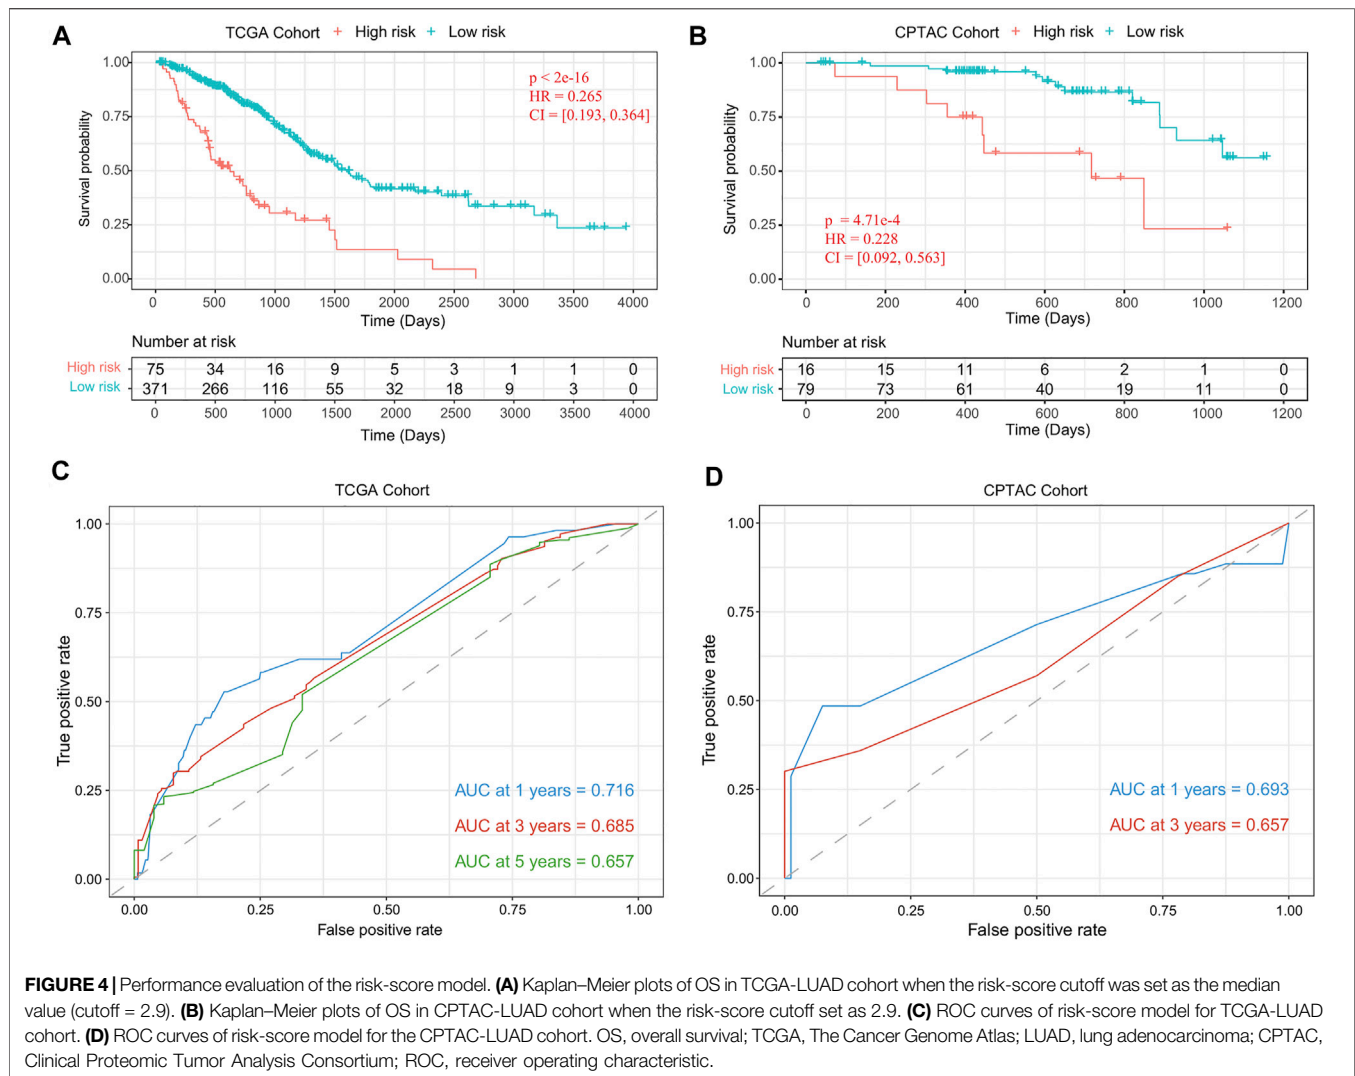 A
TCGA Cohort + High risk + Low risk
1.00
0.75
0.50
0.25
0.00
Survival probability
p < 2e-16
HR = 0.265
CI = [0.193, 0.364]
0 500 1000 1500 2000 2500 3000 3500 4000
Time (Days)
Number at risk
High risk 75 34 16 9 5 3 1 1 0
Low risk 371 266 116 55 32 18 9 3 0
0 500 1000 1500 2000 2500 3000 3500 4000
Time (Days)
B
CPTAC Cohort + High risk + Low risk
1.00
0.75
0.50
0.25
0.00
Survival probability
p = 4.71e-4
HR = 0.228
CI = [0.092, 0.563]
0 200 400 600 800 1000 1200
Time (Days)
Number at risk
High risk 16 15 11 6 2 1 0
Low risk 79 73 61 40 19 11 0
0 200 400 600 800 1000 1200
Time (Days)
C
TCGA Cohort
1.00
0.75
0.50
0.25
0.00
True positive rate
AUC at 1 years = 0.716
AUC at 3 years = 0.685
AUC at 5 years = 0.657
0.00 0.25 0.50 0.75 1.00
False positive rate
D
CPTAC Cohort
1.00
0.75
0.50
0.25
0.00
True positive rate
AUC at 1 years = 0.693
AUC at 3 years = 0.657
0.00 0.25 0.50 0.75 1.00
False positive rate
FIGURE 4 | Performance evaluation of the risk-score model. (A) Kaplan–Meier plots of OS in TCGA-LUAD cohort when the risk-score cutoff was set as the median
value (cutoff = 2.9). (B) Kaplan–Meier plots of OS in CPTAC-LUAD cohort when the risk-score cutoff set as 2.9. (C) ROC curves of risk-score model for TCGA-LUAD
cohort. (D) ROC curves of risk-score model for the CPTAC-LUAD cohort. OS, overall survival; TCGA, The Cancer Genome Atlas; LUAD, lung adenocarcinoma; CPTAC,
Clinical Proteomic Tumor Analysis Consortium; ROC, receiver operating characteristic.